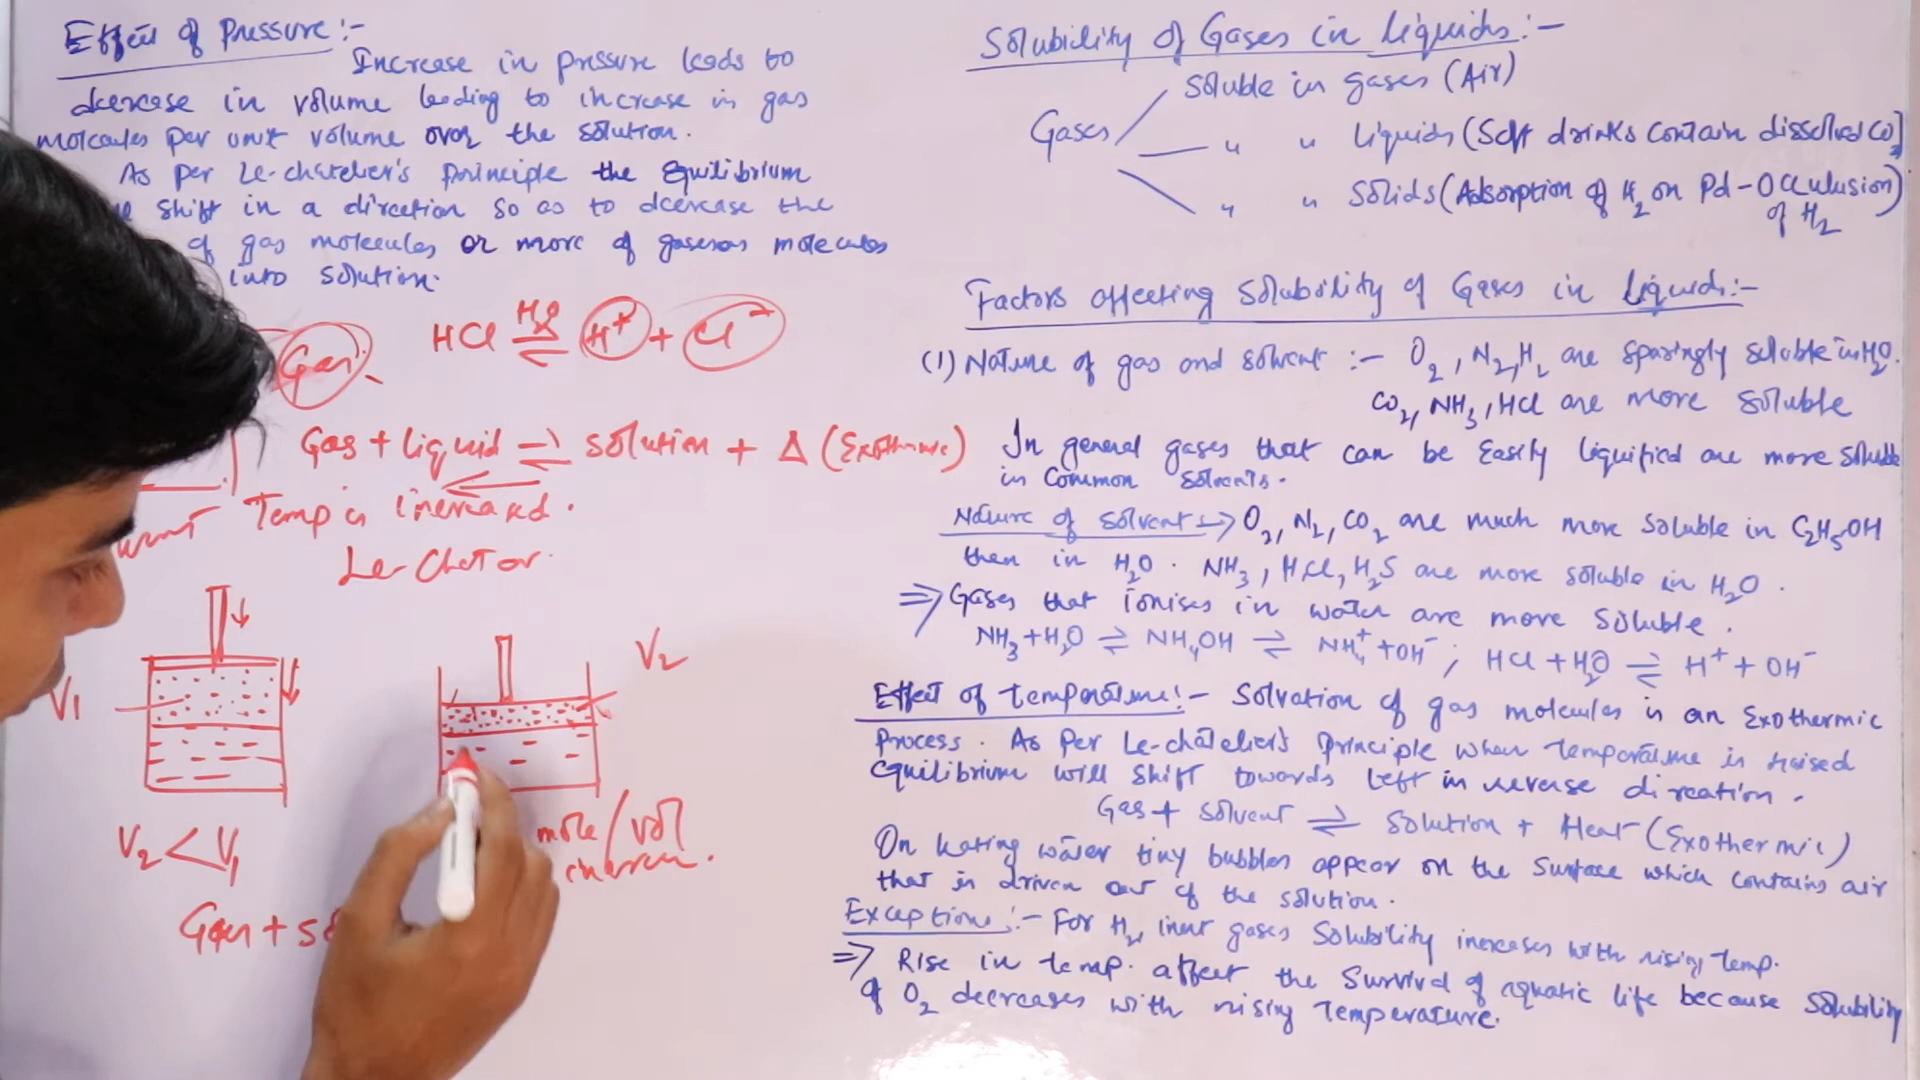 Effect of Pressure :-
Increase in pressure leads to
decrease in volume leading to increase in gas
molcules per unit volume over the solution.
As per Le-chatelier's principle the Equilibrium
shift in a direction so as to decrease the
of gas molecules or more of gaseous molecules
into solution.
HCl ⇌ H⁺ + Cl⁻
H₂O
Gas
Gas + liquid ⇌ solution + Δ (Exothermic)
Temp is increased.
Le-Chat
V₁
V₂
V₂ < V₁
mole / vol
increases.
Gas + so
Solubility of Gases in liquids :-
Gases
Soluble in gases (Air)
" " liquids (Soft drinks contain dissolved CO₂]
" " Solids (Adsorption of H₂ on Pd - Occulusion)
of H₂
Factors affecting Solubility of Gases in liquids :-
(1) Nature of gas and solvent :- O₂, N₂, H₂ are sparingly soluble in H₂O.
CO₂, NH₃, HCl are more soluble
In general gases that can be Easily liquified are more soluble
in Common Solvents.
Nature of solvent → O₂, N₂, CO₂ are much more soluble in C₂H₅OH
then in H₂O. NH₃, HCl, H₂S are more soluble in H₂O.
⇒ Gases that ionises in water are more soluble.
NH₃ + H₂O ⇌ NH₄OH ⇌ NH₄⁺ + OH⁻ ; HCl + H₂O ⇌ H⁺ + OH⁻
Effect of temperature :- Solvation of gas molecules is an Exothermic
Process. As per Le-chatelier's Principle when temperature is raised
Equilibrium will shift towards left in reverse direction.
Gas + solvent ⇌ Solution + Heat (Exothermic)
On heating water tiny bubbles appear on the surface which contains air
that is driven out of the solution.
Exceptions :- For H₂, inert gases Solubility increases with rising temp.
⇒ Rise in temp. affect the survival of aquatic life because solubility
of O₂ decreases with rising temperature.